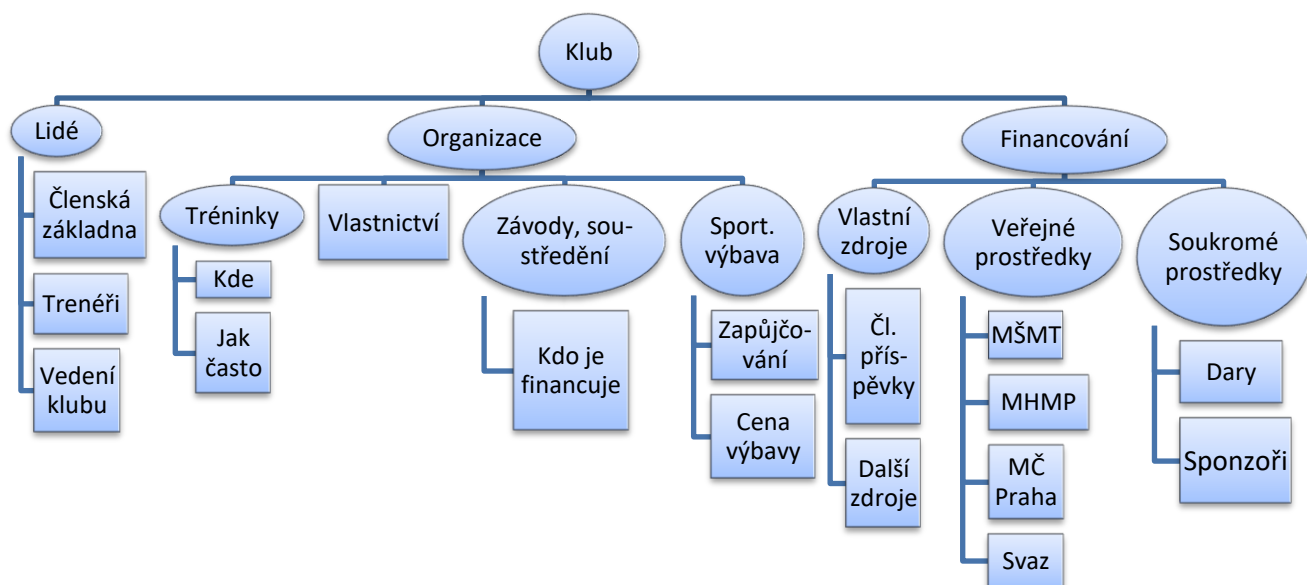 Klub
Lidé
Organizace
Financování
Členská
základna
Trenéři
Vedení
klubu
Tréninky
Kde
Jak
často
Vlastnictví
Závody, sou-
středění
Kdo je
financuje
Sport.
výbava
Zapůjčo-
vání
Cena
výbavy
Vlastní
zdroje
Čl.
přís-
pěvky
Další
zdroje
Veřejné
prostředky
MŠMT
MHMP
MČ
Praha
Svaz
Soukromé
prostředky
Dary
Sponzoři